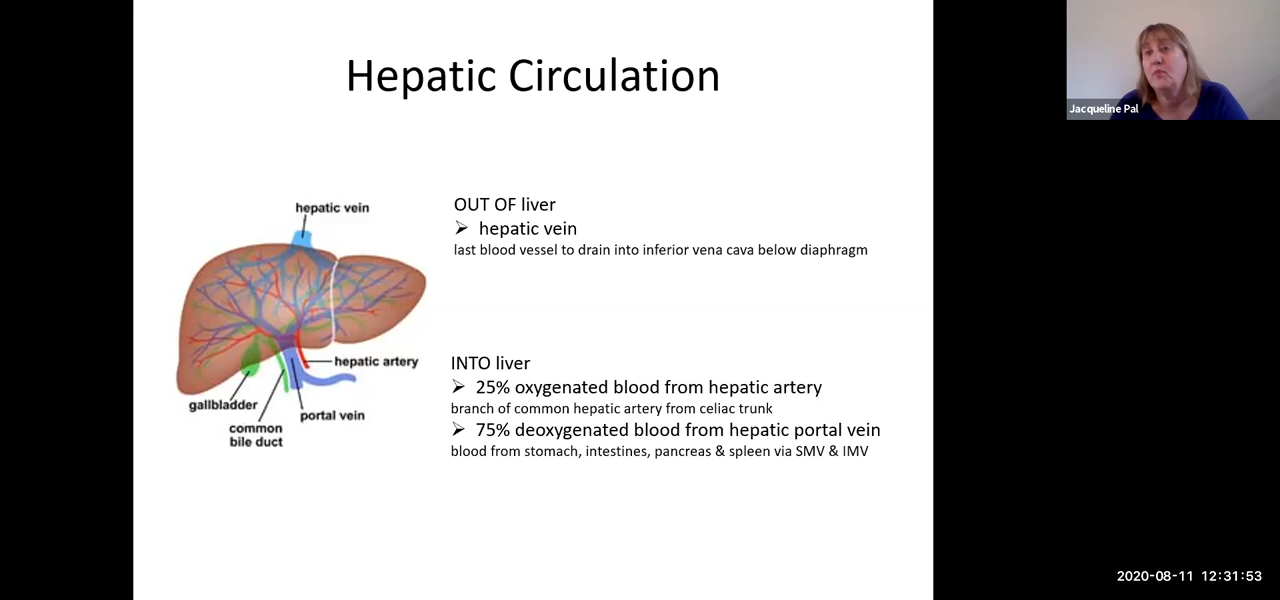 Hepatic Circulation
Jacqueline Pal
hepatic vein
hepatic artery
gallbladder
portal vein
common
bile duct
OUT OF liver
➢ hepatic vein
last blood vessel to drain into inferior vena cava below diaphragm
INTO liver
➢ 25% oxygenated blood from hepatic artery
branch of common hepatic artery from celiac trunk
➢ 75% deoxygenated blood from hepatic portal vein
blood from stomach, intestines, pancreas & spleen via SMV & IMV
2020-08-11 12:31:53